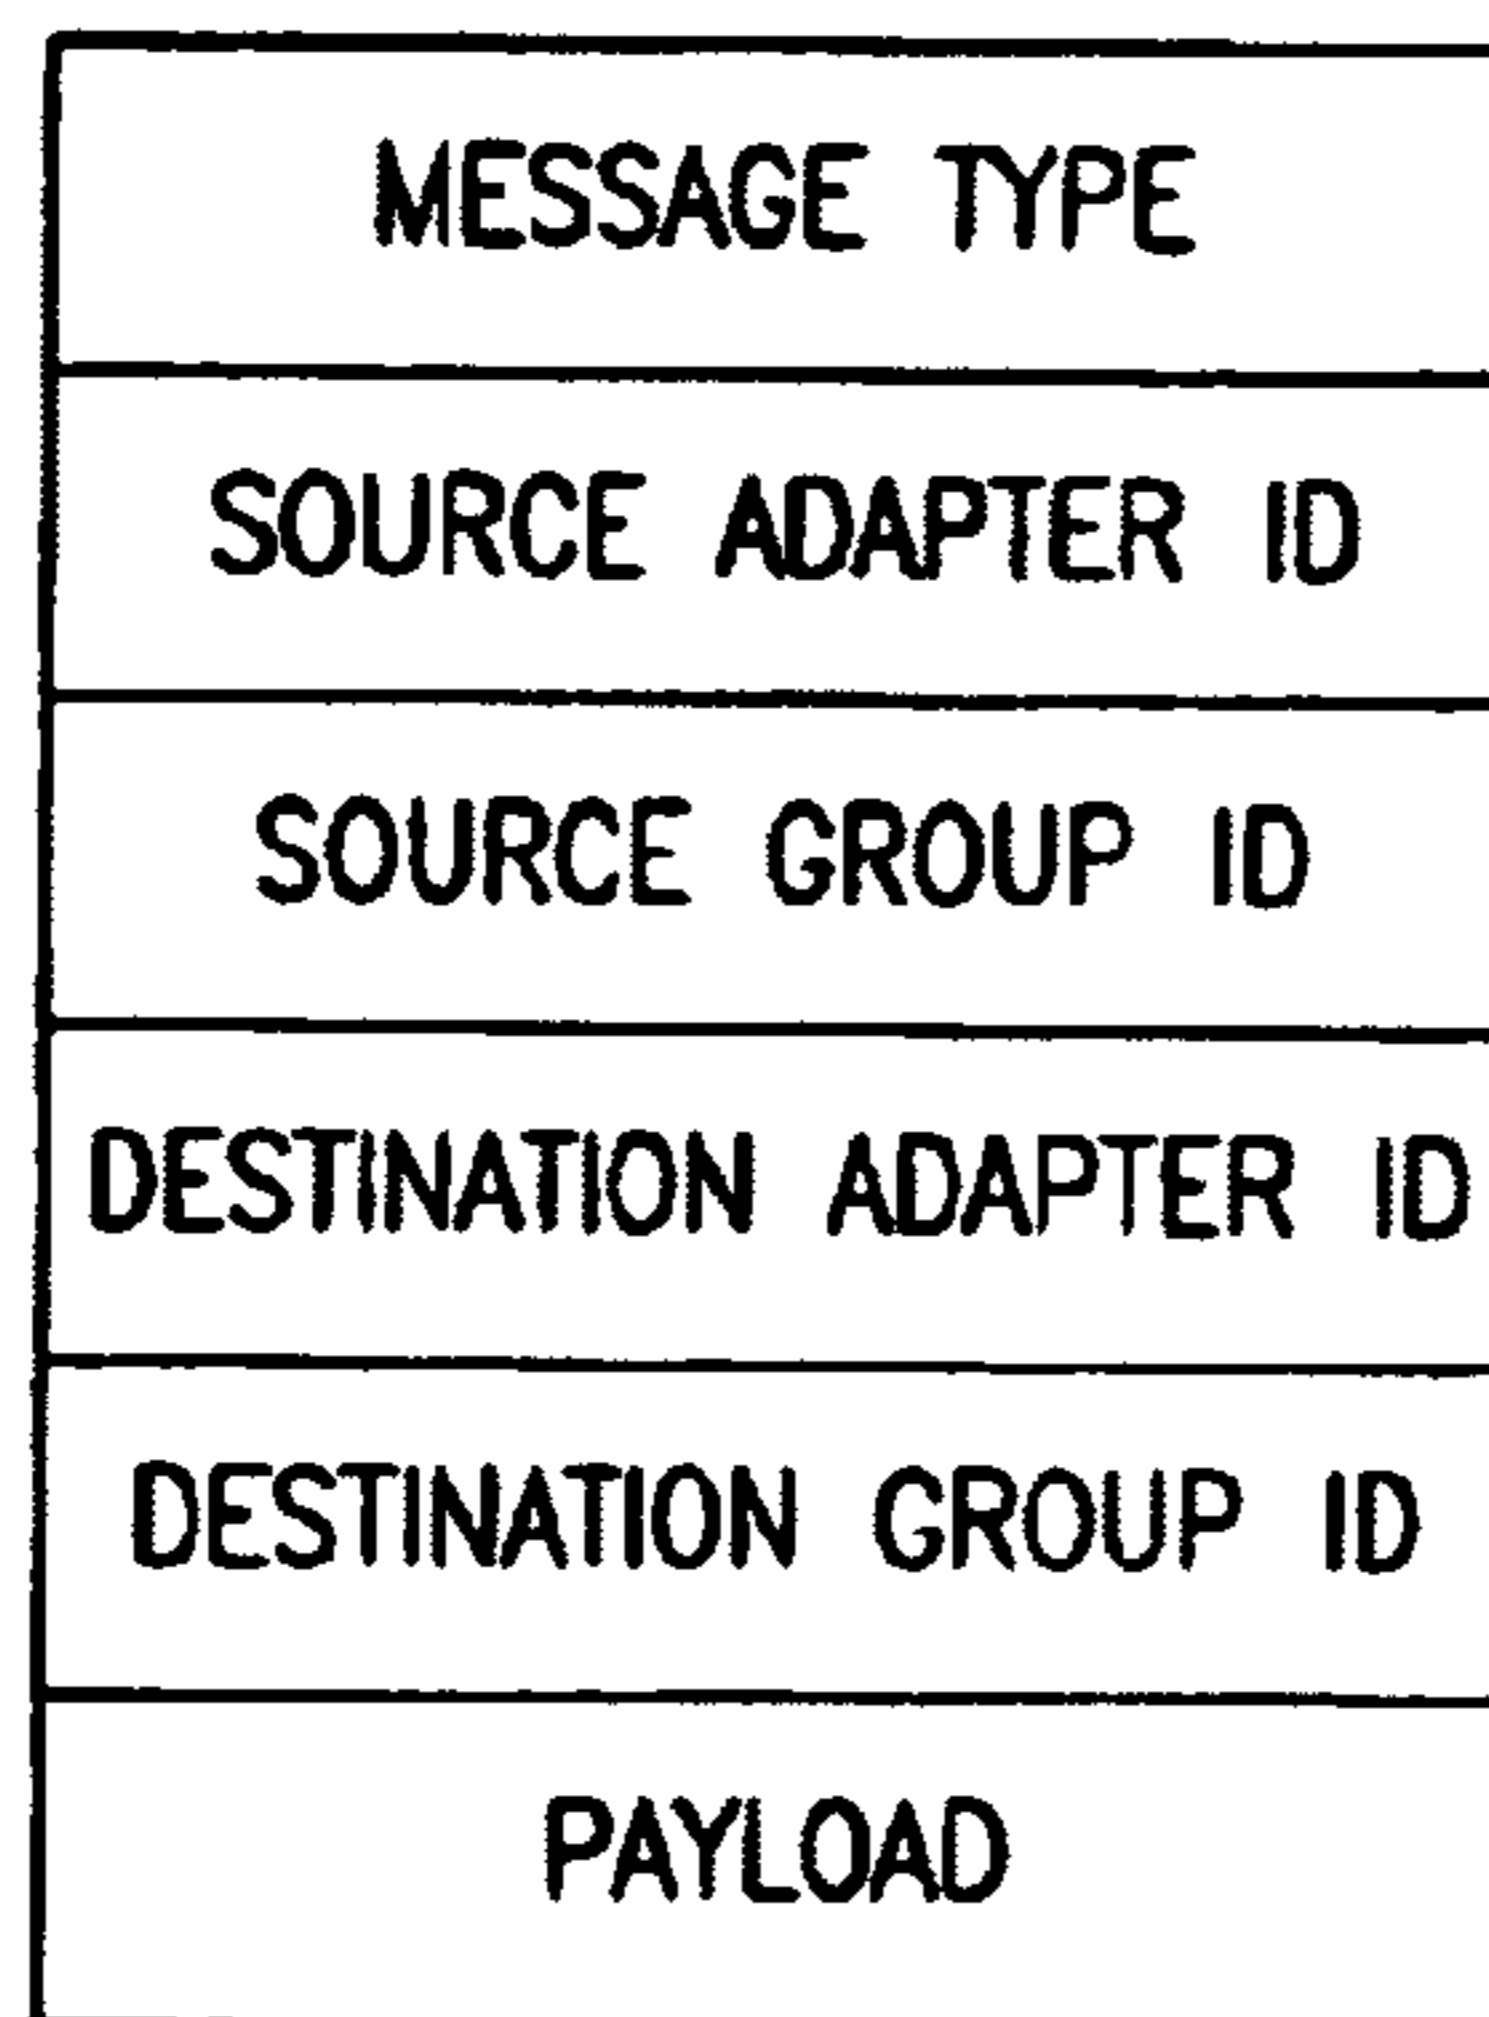 MESSAGE TYPE
SOURCE ADAPTER ID
SOURCE GROUP ID
DESTINATION ADAPTER ID
DESTINATION GROUP ID
PAYLOAD